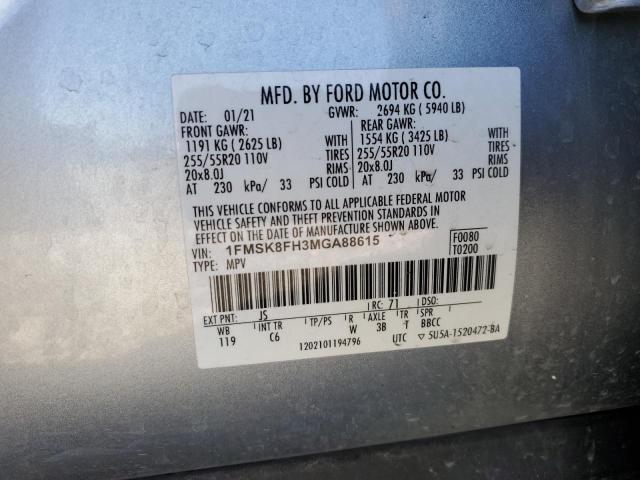 MFD. BY FORD MOTOR CO.
DATE: 01/21 GVWR: 2694 KG ( 5940 LB)
FRONT GAWR: REAR GAWR:
1191 KG ( 2625 LB) WITH 1554 KG ( 3425 LB) WITH
255/55R20 110V TIRES 255/55R20 110V TIRES
20x8.0J RIMS 20x8.0J RIMS
AT 230 kPa/ 33 PSI COLD AT 230 kPa/ 33 PSI COLD
THIS VEHICLE CONFORMS TO ALL APPLICABLE FEDERAL MOTOR
VEHICLE SAFETY AND THEFT PREVENTION STANDARDS IN
EFFECT ON THE DATE OF MANUFACTURE SHOWN ABOVE.
VIN: 1FMSK8FH3MGA88615 F0080
TYPE: MPV T0200
EXT PNT: JS RC: 71 DSO:
WB INT TR TP/PS R AXLE TR SPR
119 C6 W 3B T BBCC
1202101194796 UTC ▽ 5U5A-1520472-BA